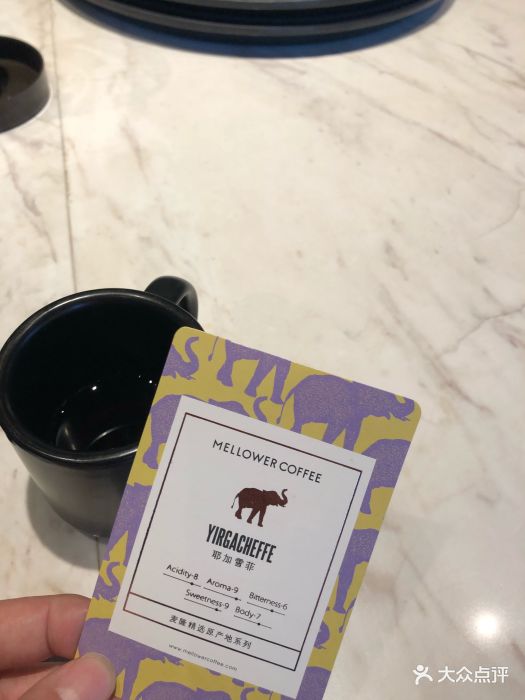 MELLOWER COFFEE
YIRGACHEFFE
耶加雪菲
Acidity-8 Aroma-9 Bitterness-6
Sweetness-9 Body-7
麦隆精选原产地系列
www.mellowcoffee.com
大众点评